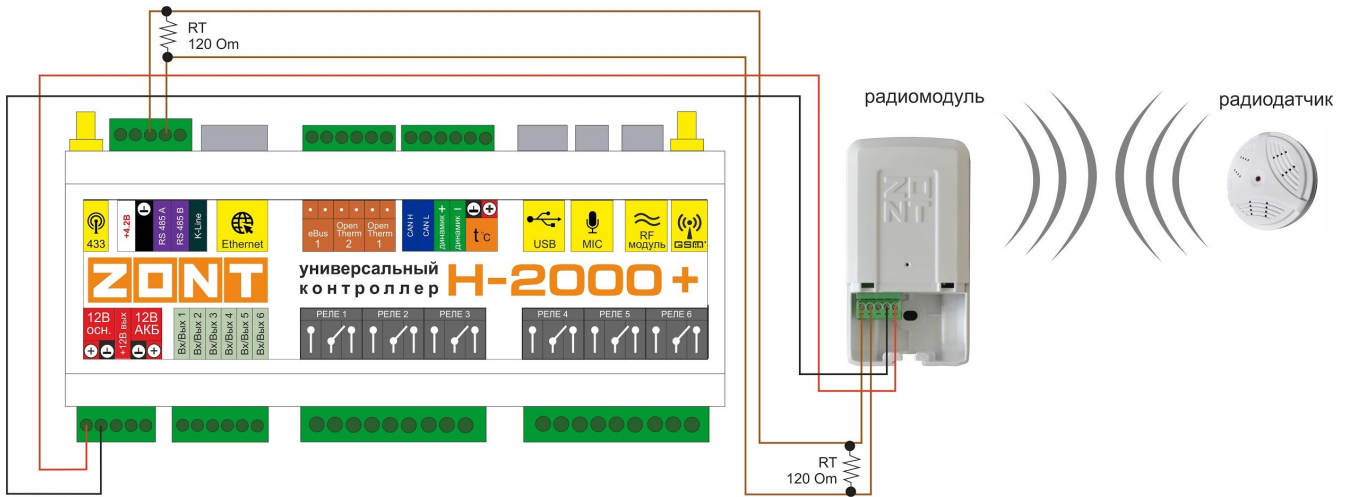 RT
120 Om
радиомодуль
радиодатчик
433
+4.2В
RS 485 A
RS 485 B
K-Line
Ethernet
eBus
1
Open
Therm
2
Open
Therm
1
CAN H
CAN L
динамик +
динамик −
t°C
USB
MIC
RF
модуль
GSM
ZONT
универсальный
контроллер
H-2000+
ZONT
12В
осн.
+12В вых
12В
АКБ
Вх/Вых 1
Вх/Вых 2
Вх/Вых 3
Вх/Вых 4
Вх/Вых 5
Вх/Вых 6
РЕЛЕ 1
РЕЛЕ 2
РЕЛЕ 3
РЕЛЕ 4
РЕЛЕ 5
РЕЛЕ 6
RT
120 Om